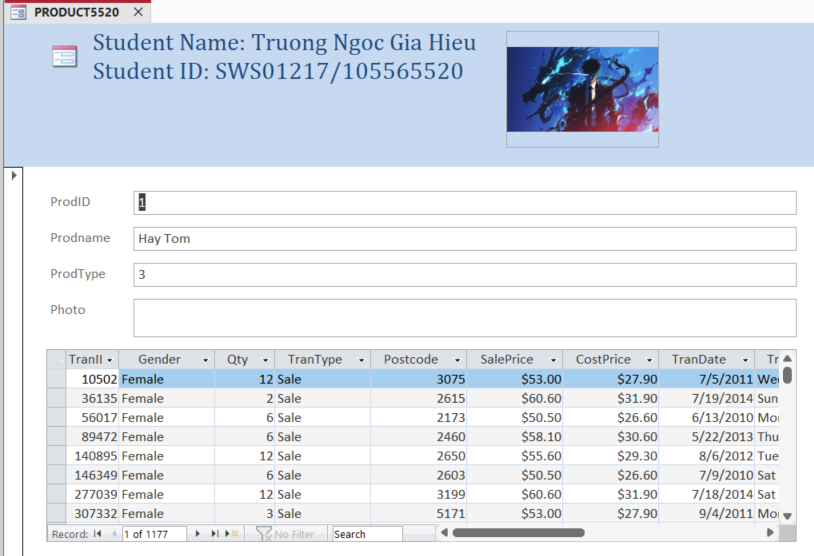 PRODUCT5520
Student Name: Truong Ngoc Gia Hieu
Student ID: SWS01217/105565520
ProdID 1
Prodname Hay Tom
ProdType 3
Photo
TranII Gender Qty TranType Postcode SalePrice CostPrice TranDate Tr
10502 Female 12 Sale 3075 $53.00 $27.90 7/5/2011 We
36135 Female 2 Sale 2615 $60.60 $31.90 7/19/2014 Sun
56017 Female 6 Sale 2173 $50.50 $26.60 6/13/2010 Mo
89472 Female 6 Sale 2460 $58.10 $30.60 5/22/2013 Thu
140895 Female 12 Sale 2650 $55.60 $29.30 8/6/2012 Tue
146349 Female 6 Sale 2603 $50.50 $26.60 7/9/2010 Sat
277039 Female 12 Sale 3199 $60.60 $31.90 7/18/2014 Sat
307332 Female 3 Sale 5171 $53.00 $27.90 9/4/2011 Mo
Record: 1 of 1177 No Filter Search